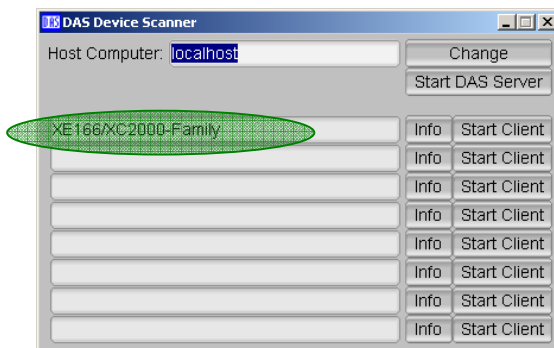 DAS Device Scanner
Host Computer: localhost Change
Start DAS Server
XE166/XC2000-Family Info Start Client
Info Start Client
Info Start Client
Info Start Client
Info Start Client
Info Start Client
Info Start Client
Info Start Client